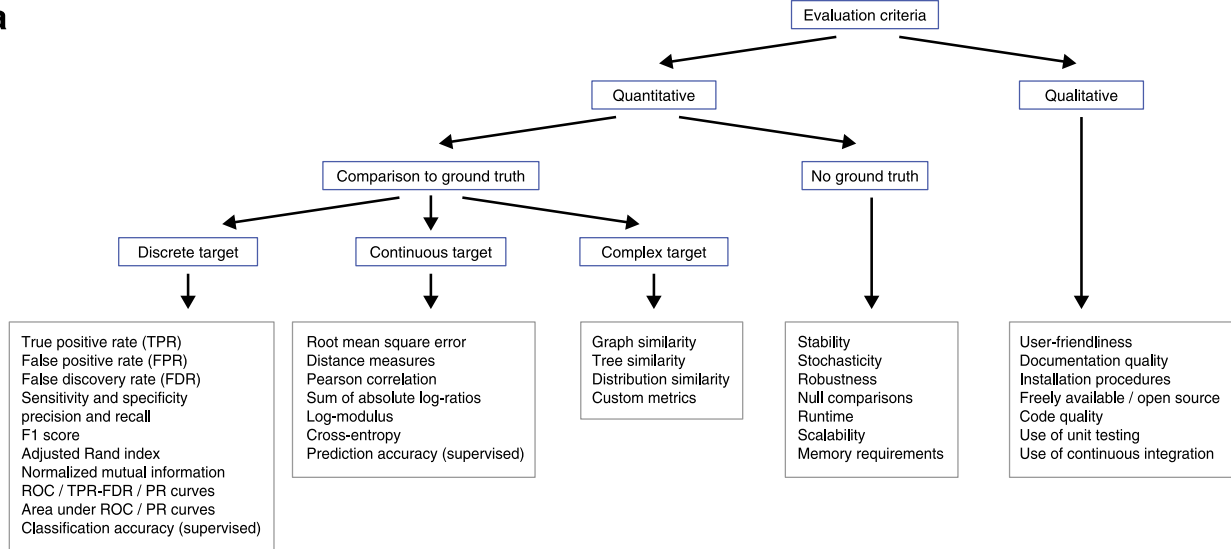 a
Evaluation criteria
Quantitative
Qualitative
Comparison to ground truth
No ground truth
Discrete target
Continuous target
Complex target
True positive rate (TPR)
False positive rate (FPR)
False discovery rate (FDR)
Sensitivity and specificity
precision and recall
F1 score
Adjusted Rand index
Normalized mutual information
ROC / TPR-FDR / PR curves
Area under ROC / PR curves
Classification accuracy (supervised)
Root mean square error
Distance measures
Pearson correlation
Sum of absolute log-ratios
Log-modulus
Cross-entropy
Prediction accuracy (supervised)
Graph similarity
Tree similarity
Distribution similarity
Custom metrics
Stability
Stochasticity
Robustness
Null comparisons
Runtime
Scalability
Memory requirements
User-friendliness
Documentation quality
Installation procedures
Freely available / open source
Code quality
Use of unit testing
Use of continuous integration